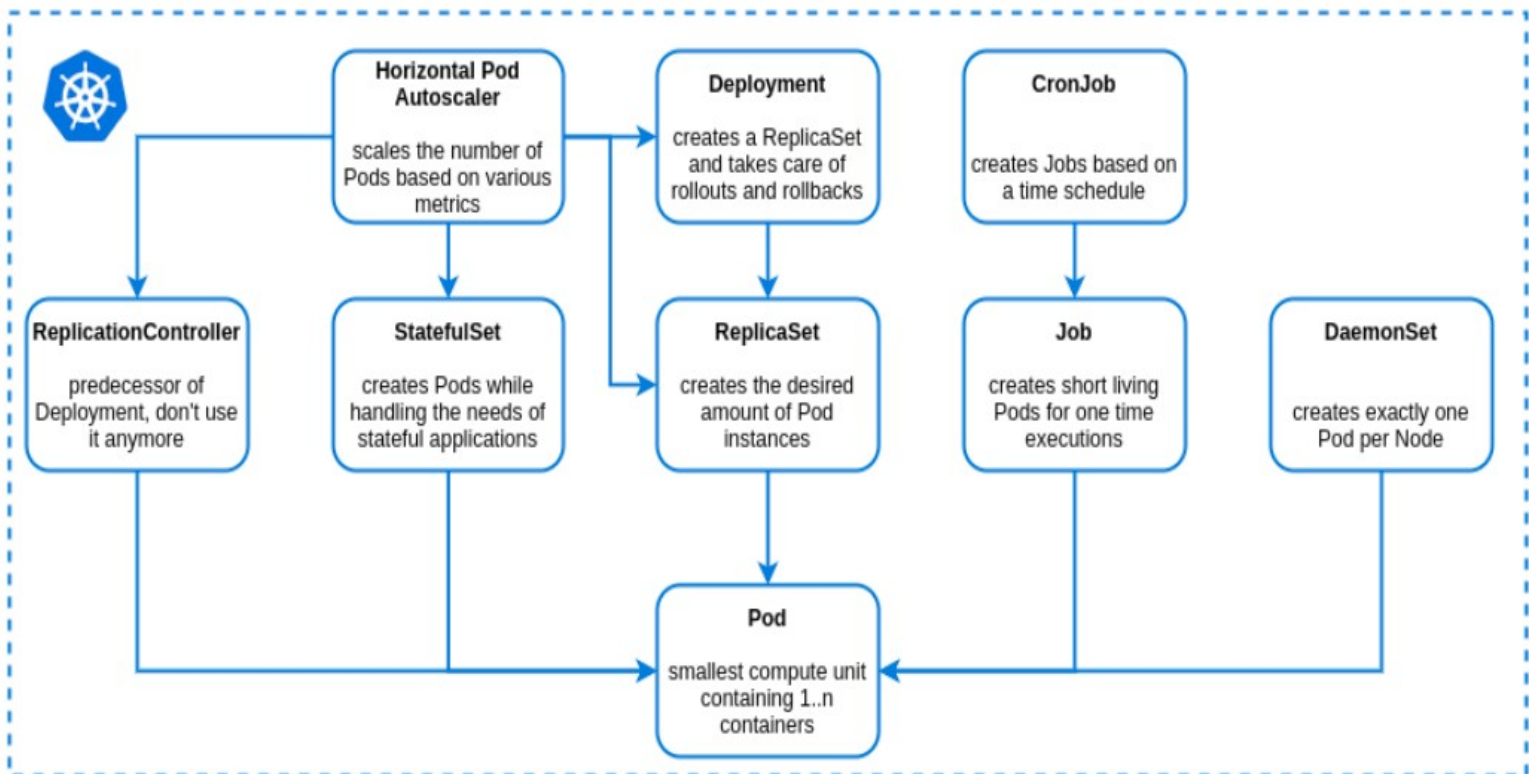 Horizontal Pod
Autoscaler
scales the number of
Pods based on various
metrics
Deployment
creates a ReplicaSet
and takes care of
rollouts and rollbacks
CronJob
creates Jobs based on
a time schedule
ReplicationController
predecessor of
Deployment, don't use
it anymore
StatefulSet
creates Pods while
handling the needs of
stateful applications
ReplicaSet
creates the desired
amount of Pod
instances
Job
creates short living
Pods for one time
executions
DaemonSet
creates exactly one
Pod per Node
Pod
smallest compute unit
containing 1..n
containers